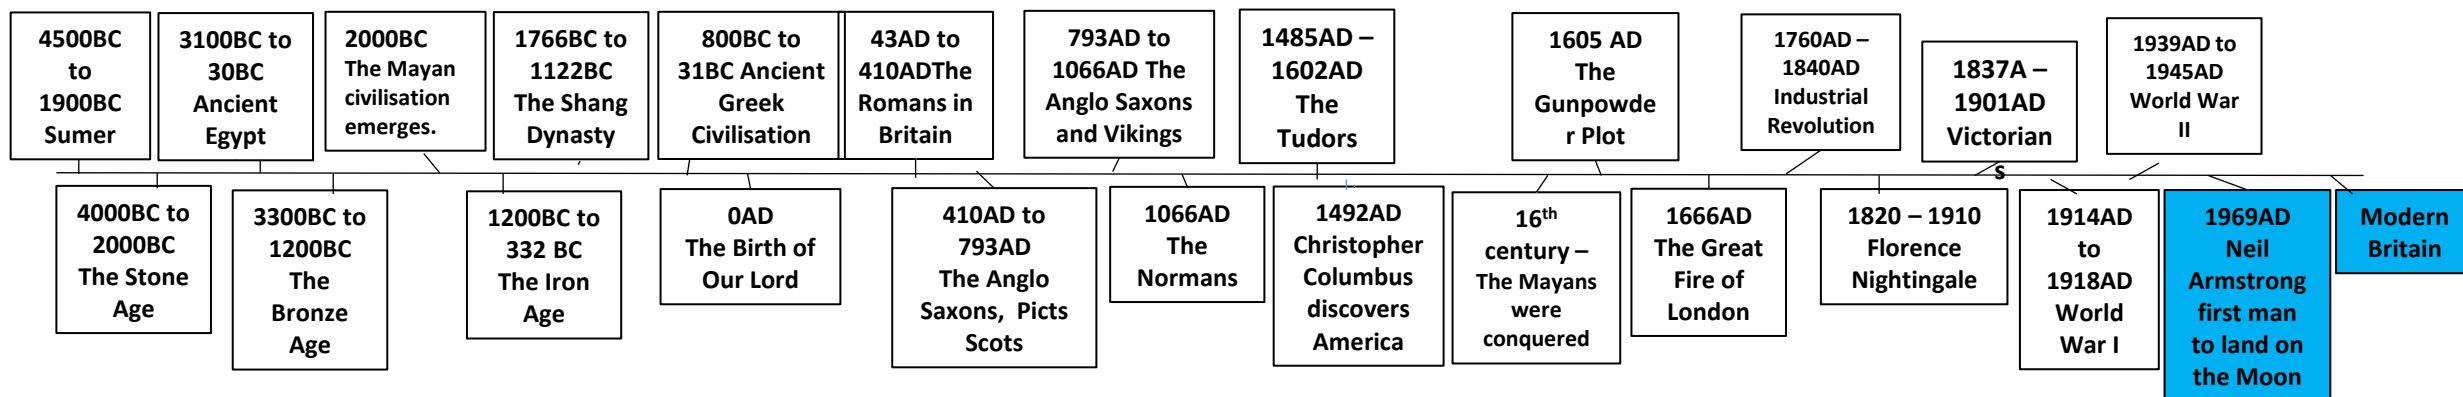 4500BC
to
1900BC
Sumer
3100BC to
30BC
Ancient
Egypt
2000BC
The Mayan
civilisation
emerges.
1766BC to
1122BC
The Shang
Dynasty
800BC to
31BC Ancient
Greek
Civilisation
43AD to
410ADThe
Romans in
Britain
793AD to
1066AD The
Anglo Saxons
and Vikings
1485AD –
1602AD
The
Tudors
1605 AD
The
Gunpowde
r Plot
1760AD –
1840AD
Industrial
Revolution
1837A –
1901AD
Victorian
s
1939AD to
1945AD
World War
II
4000BC to
2000BC
The Stone
Age
3300BC to
1200BC
The
Bronze
Age
1200BC to
332 BC
The Iron
Age
0AD
The Birth of
Our Lord
410AD to
793AD
The Anglo
Saxons, Picts
Scots
1066AD
The
Normans
1492AD
Christopher
Columbus
discovers
America
16th
century –
The Mayans
were
conquered
1666AD
The Great
Fire of
London
1820 – 1910
Florence
Nightingale
1914AD
to
1918AD
World
War I
1969AD
Neil
Armstrong
first man
to land on
the Moon
Modern
Britain